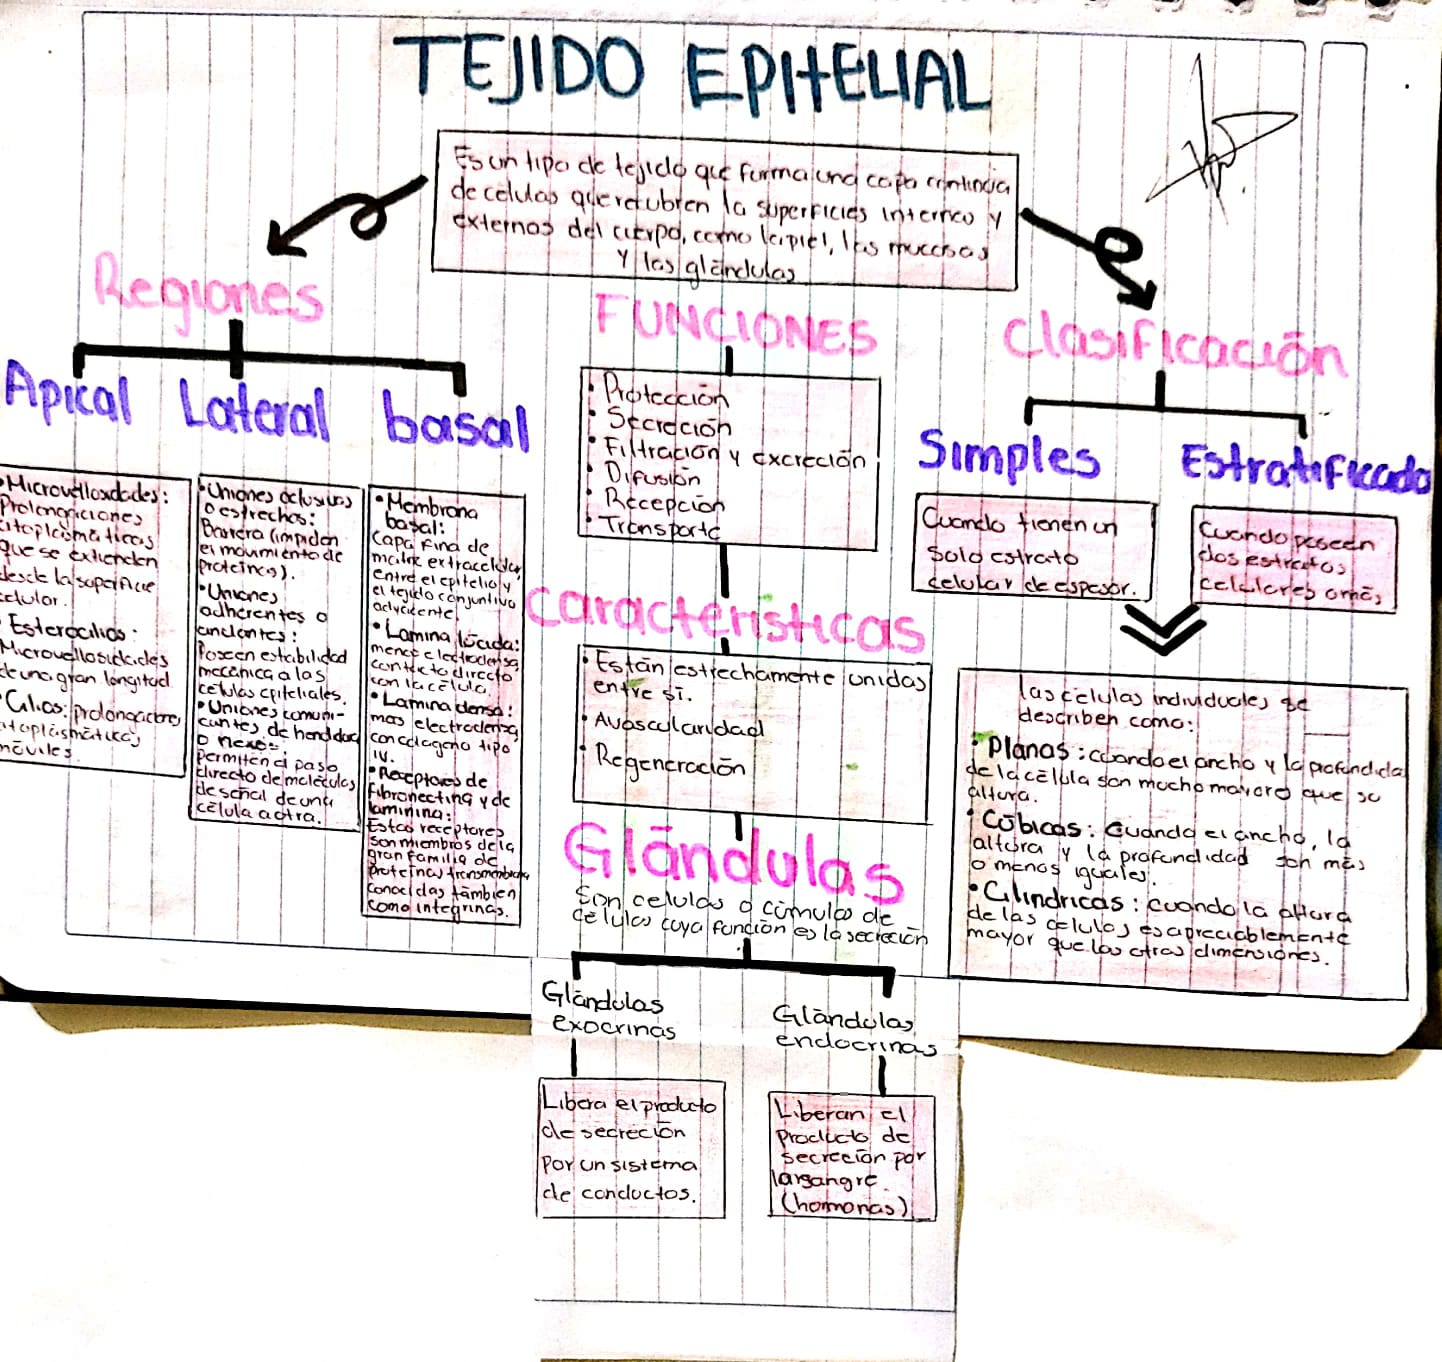 TEJIDO EPITELIAL
Es un tipo de tejido que forma una capa continua
de células que recubren la superficies internas y
externas del cuerpo, como la piel, las mucosas
y las glándulas
Regiones
Apical
Lateral
basal
• Microvellosidades:
Prolongaciones
citoplasmáticas
que se extienden
desde la superficie
celular.
• Esterocilios:
Microvellosidades
de una gran longitud
• Cilios: prolongaciones
citoplasmáticas
móviles.
• Uniones oclusivas
o estrechos:
Barrera (impiden
el movimiento de
proteínas).
• Uniones
adherentes o
anclantes:
Poseen estabilidad
mecánica a las
células epiteliales.
• Uniones comuni-
cantes, de hendidura
o nexos:
permiten el paso
directo de moléculas
de señal de una
célula a otra.
• Membrana
basal:
Capa fina de
matriz extracelular
entre el epitelio y
el tejido conjuntivo
adyacente.
• Lamina lúcida:
menos electrodensa,
contacto directo
con la célula.
• Lamina densa:
mas electrodensa,
con colageno tipo
IV.
• Receptores de
fibronectina y de
laminina:
Estos receptores
son miembros de la
gran familia de
proteínas transmembrana
conocidas también
como integrinas.
FUNCIONES
• Protección
• Secreción
• Filtración y excreción
• Difusión
• Recepción
• Transporte
Características
• Están estrechamente unidas
entre sí.
• Avascularidad
• Regeneración
Glándulas
Son celulas o cúmulos de
células cuya función es la secreción
Glándulas
exocrinas
Libera el producto
de secreción
por un sistema
de conductos.
Glándulas
endocrinas
Liberan el
producto de
secreción por
la sangre.
(hormonas)
Clasificación
Simples
Estratificado
Cuando tienen un
solo estrato
celular de espesor.
Cuando poseen
dos estratos
celulares o más
las células individuales se
describen como:
• Planas: cuando el ancho y la profundida
de la célula son mucho mayores que su
altura.
• Cúbicas: Cuando el ancho, la
altura y la profundidad son más
o menos iguales.
• Cilindricas: cuando la altura
de las células es apreciablemente
mayor que las otras dimensiones.